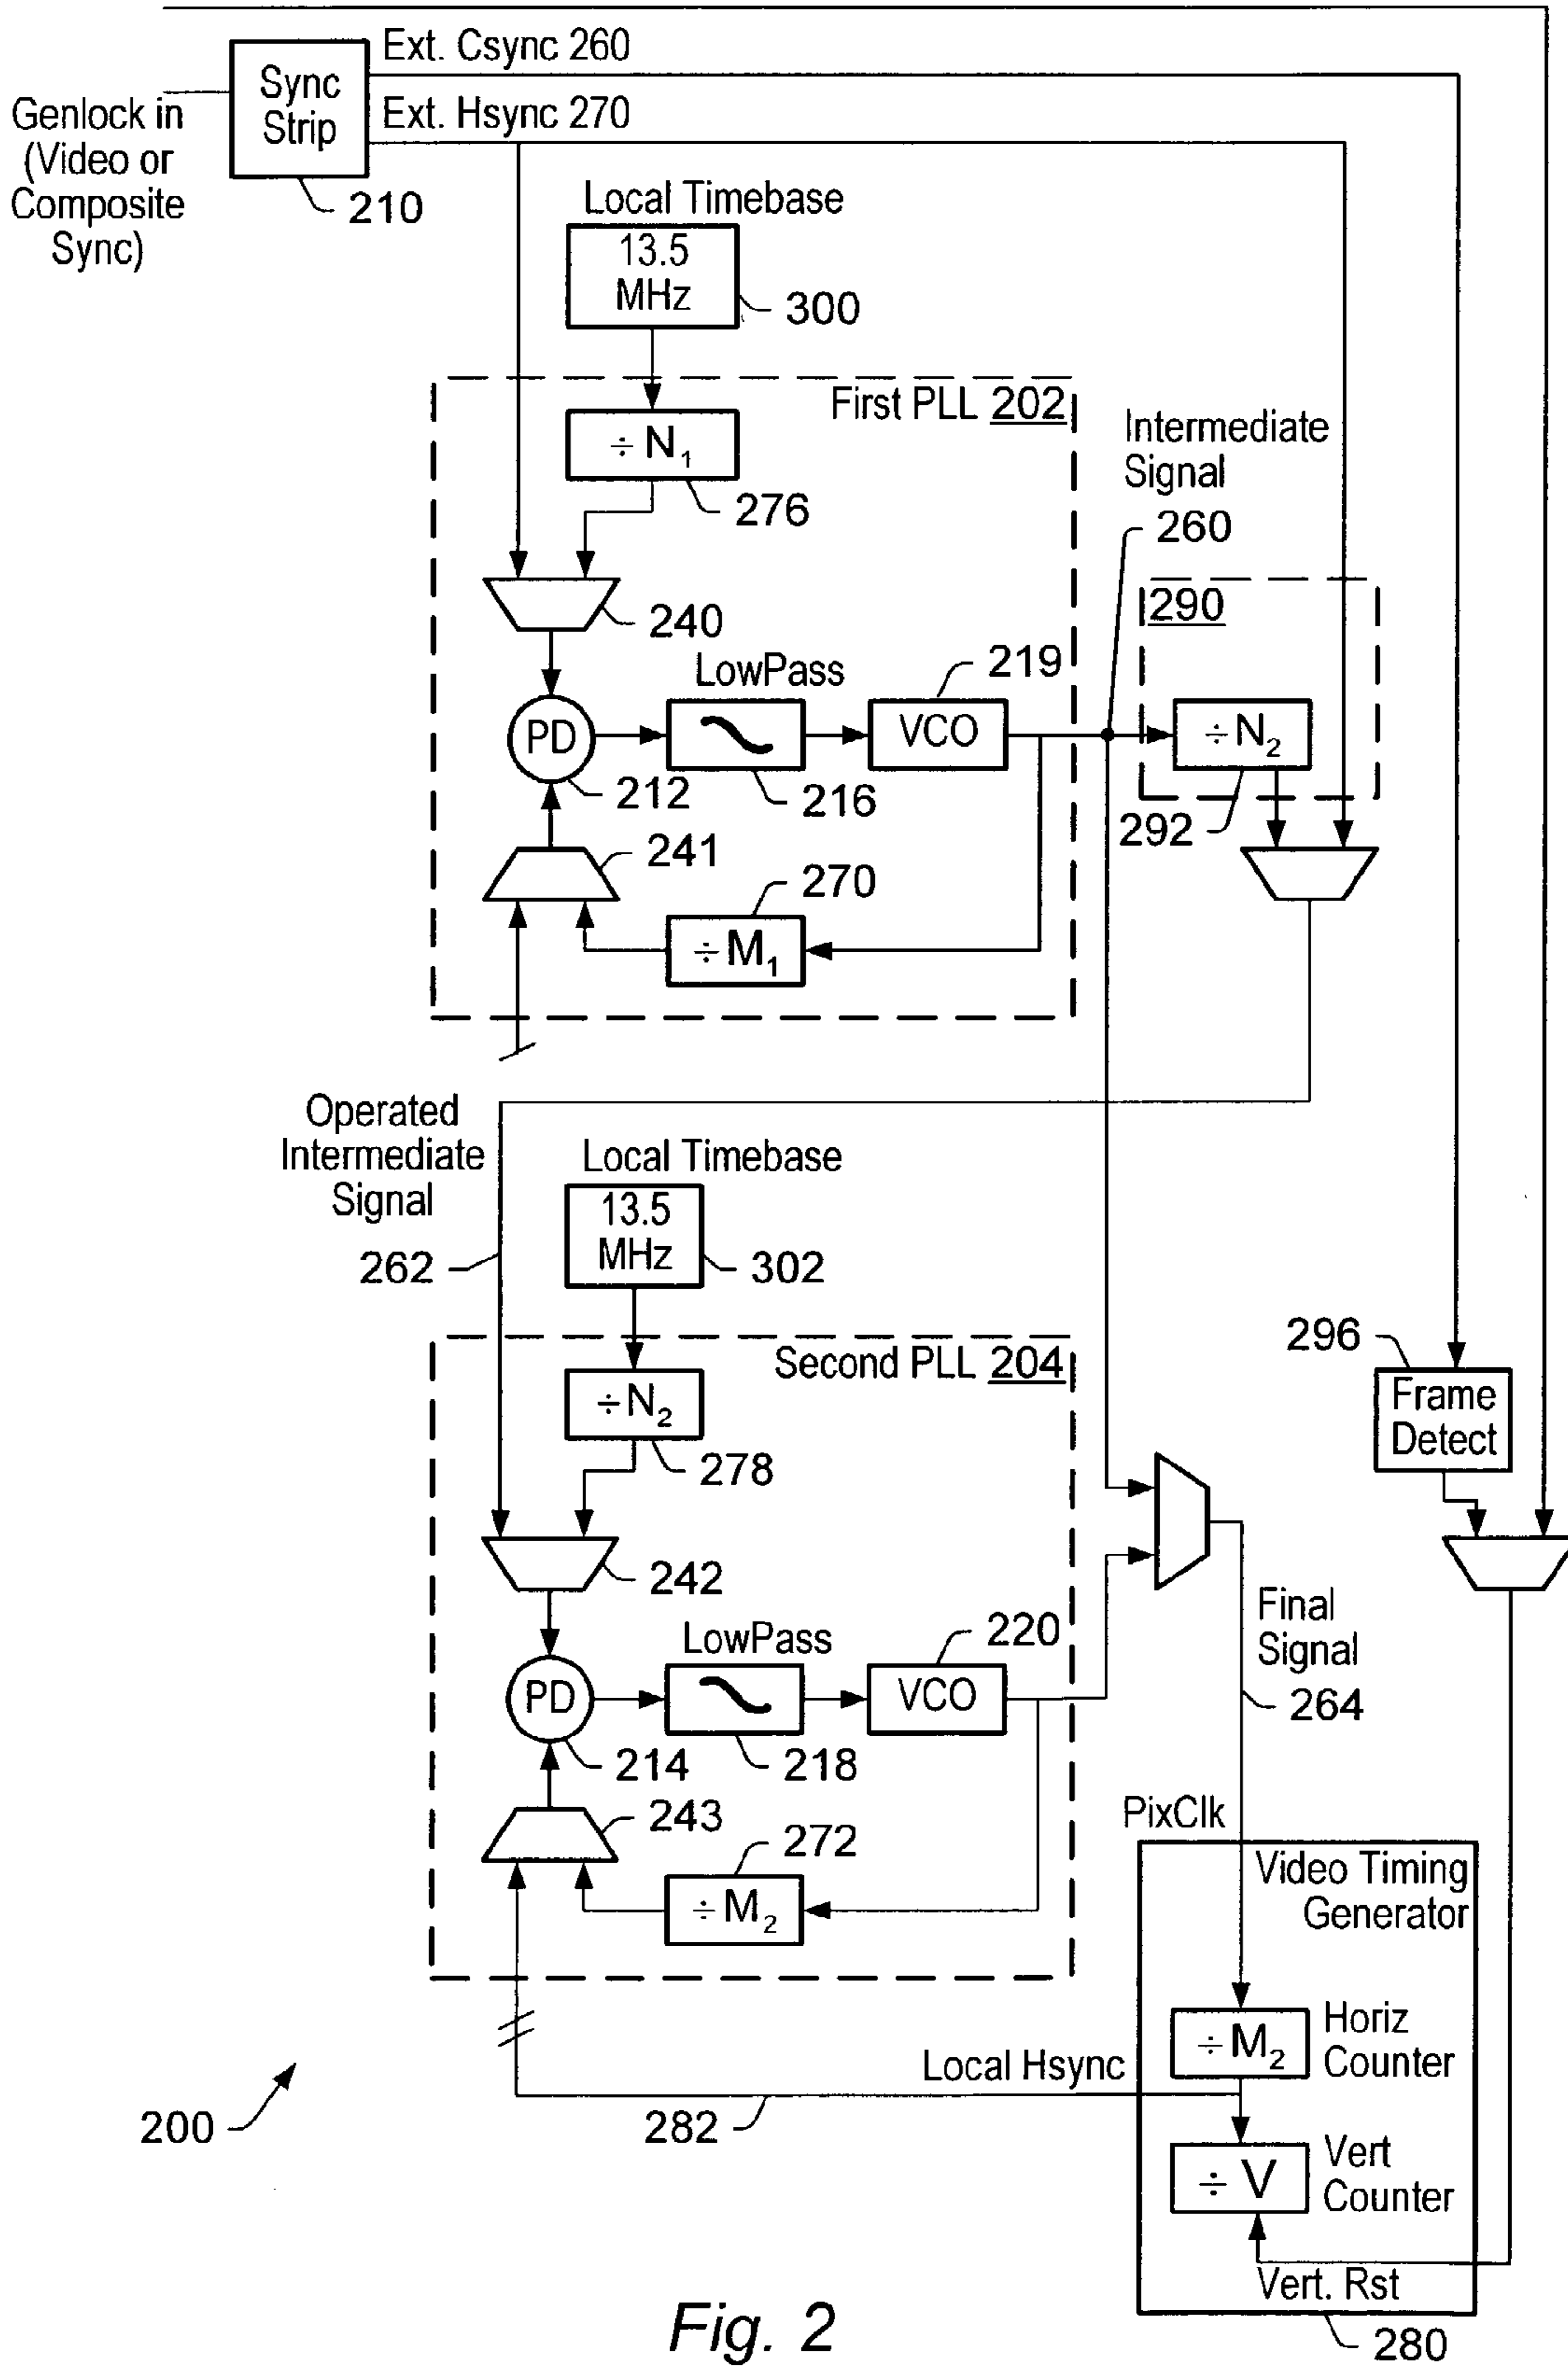 Ext. Csync 260
Sync
Strip
Ext. Hsync 270
Genlock in
(Video or
Composite
Sync)
210
Local Timebase
13.5
MHz
300
First PLL 202
÷ N1
276
Intermediate
Signal
260
240
290
LowPass
219
PD
VCO
÷ N2
212
216
292
241
270
÷ M1
Operated
Intermediate
Signal
262
Local Timebase
13.5
MHz
302
Second PLL 204
÷ N2
278
296
Frame
Detect
242
LowPass
220
PD
VCO
Final
Signal
264
214
218
243
272
÷ M2
PixClk
Video Timing
Generator
÷ M2
Horiz
Counter
Local Hsync
282
200
÷ V
Vert
Counter
Vert. Rst
280
Fig. 2